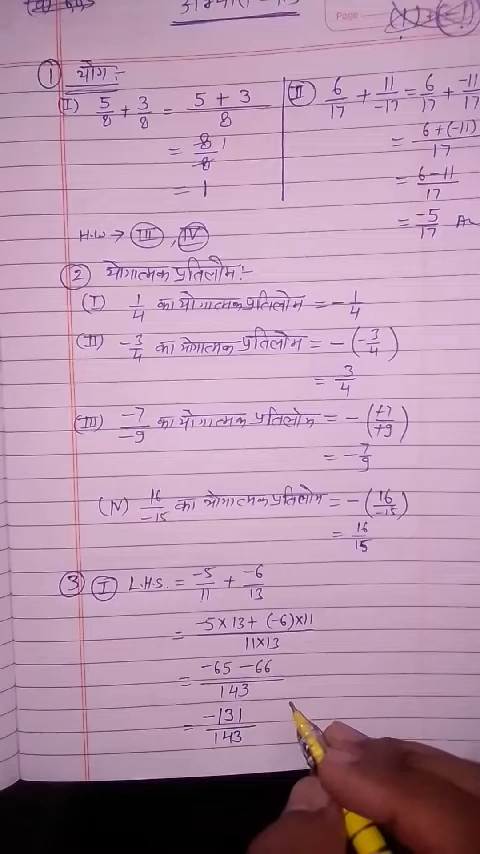 Page
① योग :-
(I) 5/8 + 3/8 = 5 + 3/8
= 8/8 1
= 1
(II) 6/17 + 11/-17 = 6/17 + -11/17
= 6+(-11)/17
= 6-11/17
= -5/17 An
H.W → (III), (IV)
② योगात्मक प्रतिलोम :-
(I) 1/4 का योगात्मक प्रतिलोम = -1/4
(II) -3/4 का योगात्मक प्रतिलोम = -(-3/4)
= 3/4
(III) -7/-9 का योगात्मक प्रतिलोम = -(+7/+9)
= -7/9
(IV) 16/-15 का योगात्मक प्रतिलोम = -(16/-15)
= 16/15
③ (I) L.H.S. = -5/11 + -6/13
= -5×13 + (-6)×11/11×13
= -65 - 66/143
= -131/143